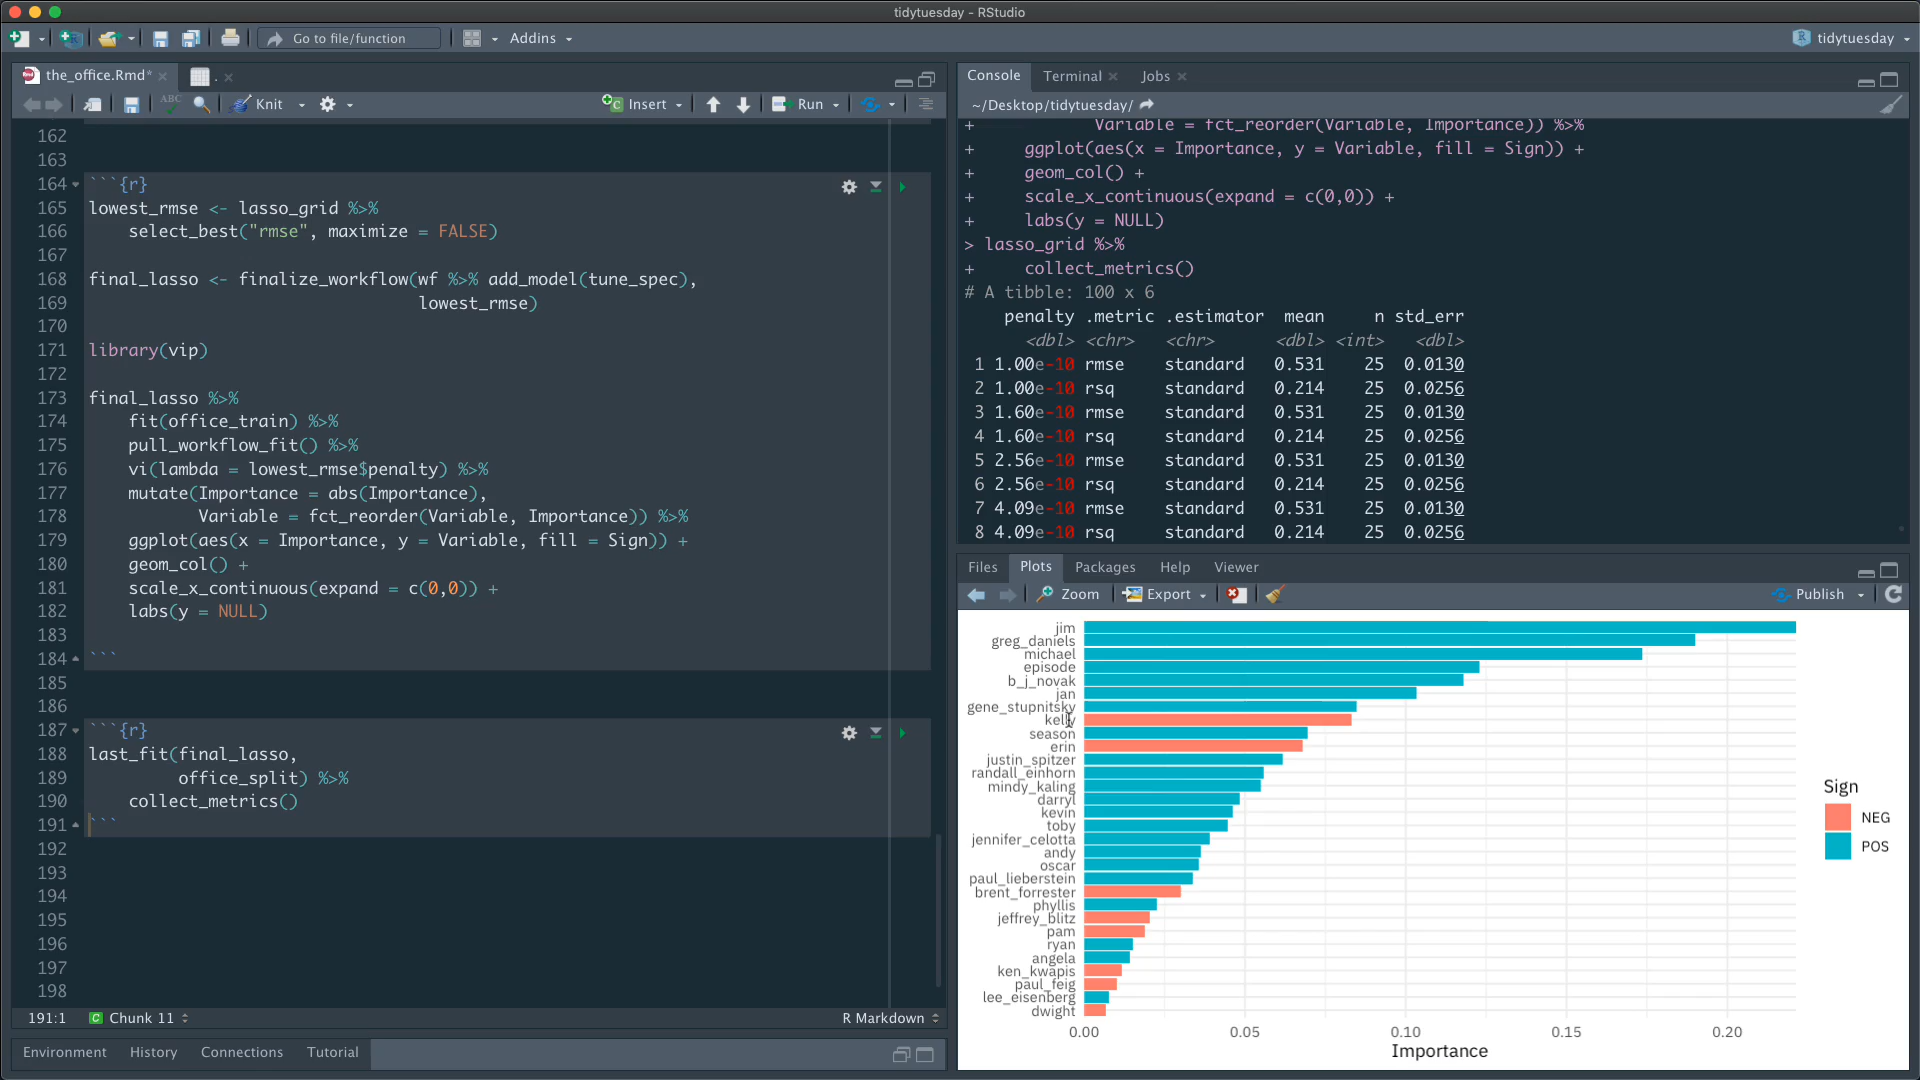 tidytuesday - RStudio
Go to file/function
Addins
tidytuesday
the_office.Rmd*
.
ABC
Knit
Insert
Run
162
163
164 ```{r}
165 lowest_rmse <- lasso_grid %>%
166 select_best("rmse", maximize = FALSE)
167
168 final_lasso <- finalize_workflow(wf %>% add_model(tune_spec),
169 lowest_rmse)
170
171 library(vip)
172
173 final_lasso %>%
174 fit(office_train) %>%
175 pull_workflow_fit() %>%
176 vi(lambda = lowest_rmse$penalty) %>%
177 mutate(Importance = abs(Importance),
178 Variable = fct_reorder(Variable, Importance)) %>%
179 ggplot(aes(x = Importance, y = Variable, fill = Sign)) +
180 geom_col() +
181 scale_x_continuous(expand = c(0,0)) +
182 labs(y = NULL)
183
184 ```
185
186
187 ```{r}
188 last_fit(final_lasso,
189 office_split) %>%
190 collect_metrics()
191 ```
192
193
194
195
196
197
198
191:1 C Chunk 11 R Markdown
Environment History Connections Tutorial
Console Terminal Jobs
~/Desktop/tidytuesday/
+ Variable = fct_reorder(Variable, Importance)) %>%
+ ggplot(aes(x = Importance, y = Variable, fill = Sign)) +
+ geom_col() +
+ scale_x_continuous(expand = c(0,0)) +
+ labs(y = NULL)
> lasso_grid %>%
+ collect_metrics()
# A tibble: 100 x 6
penalty .metric .estimator mean n std_err
<dbl> <chr> <chr> <dbl> <int> <dbl>
1 1.00e-10 rmse standard 0.531 25 0.0130
2 1.00e-10 rsq standard 0.214 25 0.0256
3 1.60e-10 rmse standard 0.531 25 0.0130
4 1.60e-10 rsq standard 0.214 25 0.0256
5 2.56e-10 rmse standard 0.531 25 0.0130
6 2.56e-10 rsq standard 0.214 25 0.0256
7 4.09e-10 rmse standard 0.531 25 0.0130
8 4.09e-10 rsq standard 0.214 25 0.0256
Files Plots Packages Help Viewer
Zoom Export Publish
jim
greg_daniels
michael
episode
b_j_novak
jan
gene_stupnitsky
kelly
season
erin
justin_spitzer
randall_einhorn
mindy_kaling
darryl
kevin
toby
jennifer_celotta
andy
oscar
paul_lieberstein
brent_forrester
phyllis
jeffrey_blitz
pam
ryan
angela
ken_kwapis
paul_feig
lee_eisenberg
dwight
0.00 0.05 0.10 0.15 0.20
Importance
Sign
NEG
POS